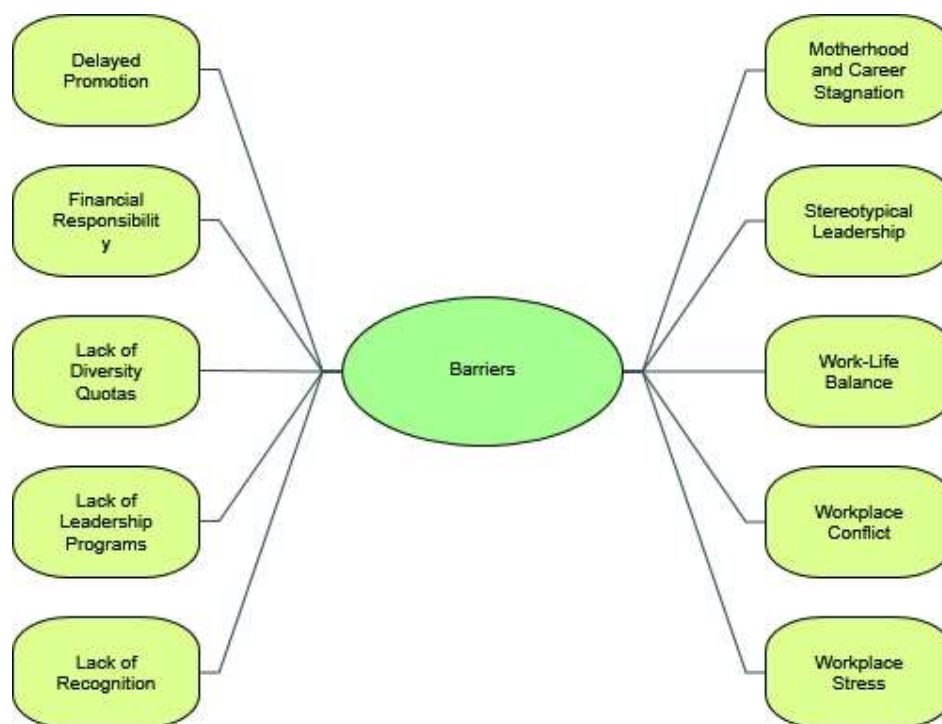 Delayed
Promotion
Financial
Responsibilit
y
Lack of
Diversity
Quotas
Lack of
Leadership
Programs
Lack of
Recognition
Barriers
Motherhood
and Career
Stagnation
Stereotypical
Leadership
Work-Life
Balance
Workplace
Conflict
Workplace
Stress